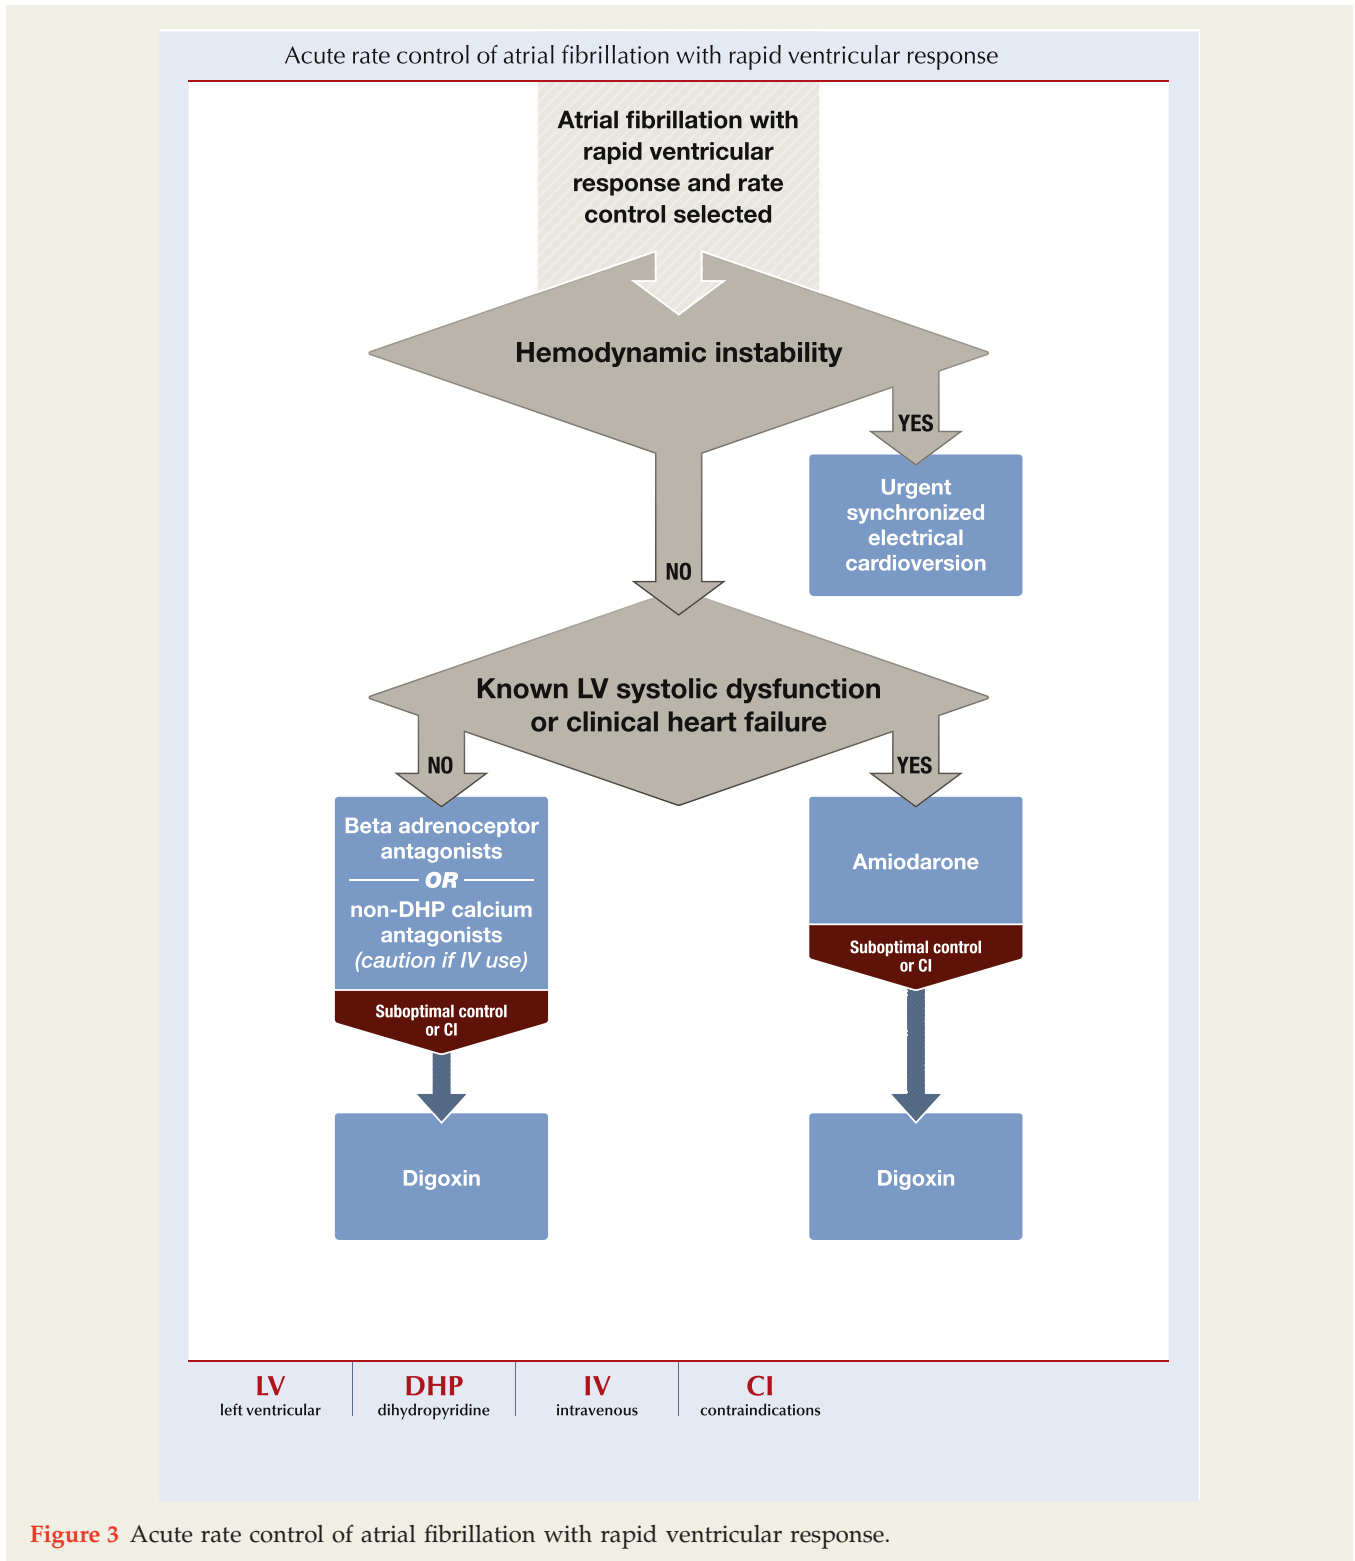 Acute rate control of atrial fibrillation with rapid ventricular response
Atrial fibrillation with
rapid ventricular
response and rate
control selected
Hemodynamic instability
YES
Urgent
synchronized
electrical
cardioversion
NO
Known LV systolic dysfunction
or clinical heart failure
NO
YES
Beta adrenoceptor
antagonists
OR
non-DHP calcium
antagonists
(caution if IV use)
Suboptimal control
or CI
Digoxin
Amiodarone
Suboptimal control
or CI
Digoxin
LV
left ventricular
DHP
dihydropyridine
IV
intravenous
CI
contraindications
Figure 3 Acute rate control of atrial fibrillation with rapid ventricular response.